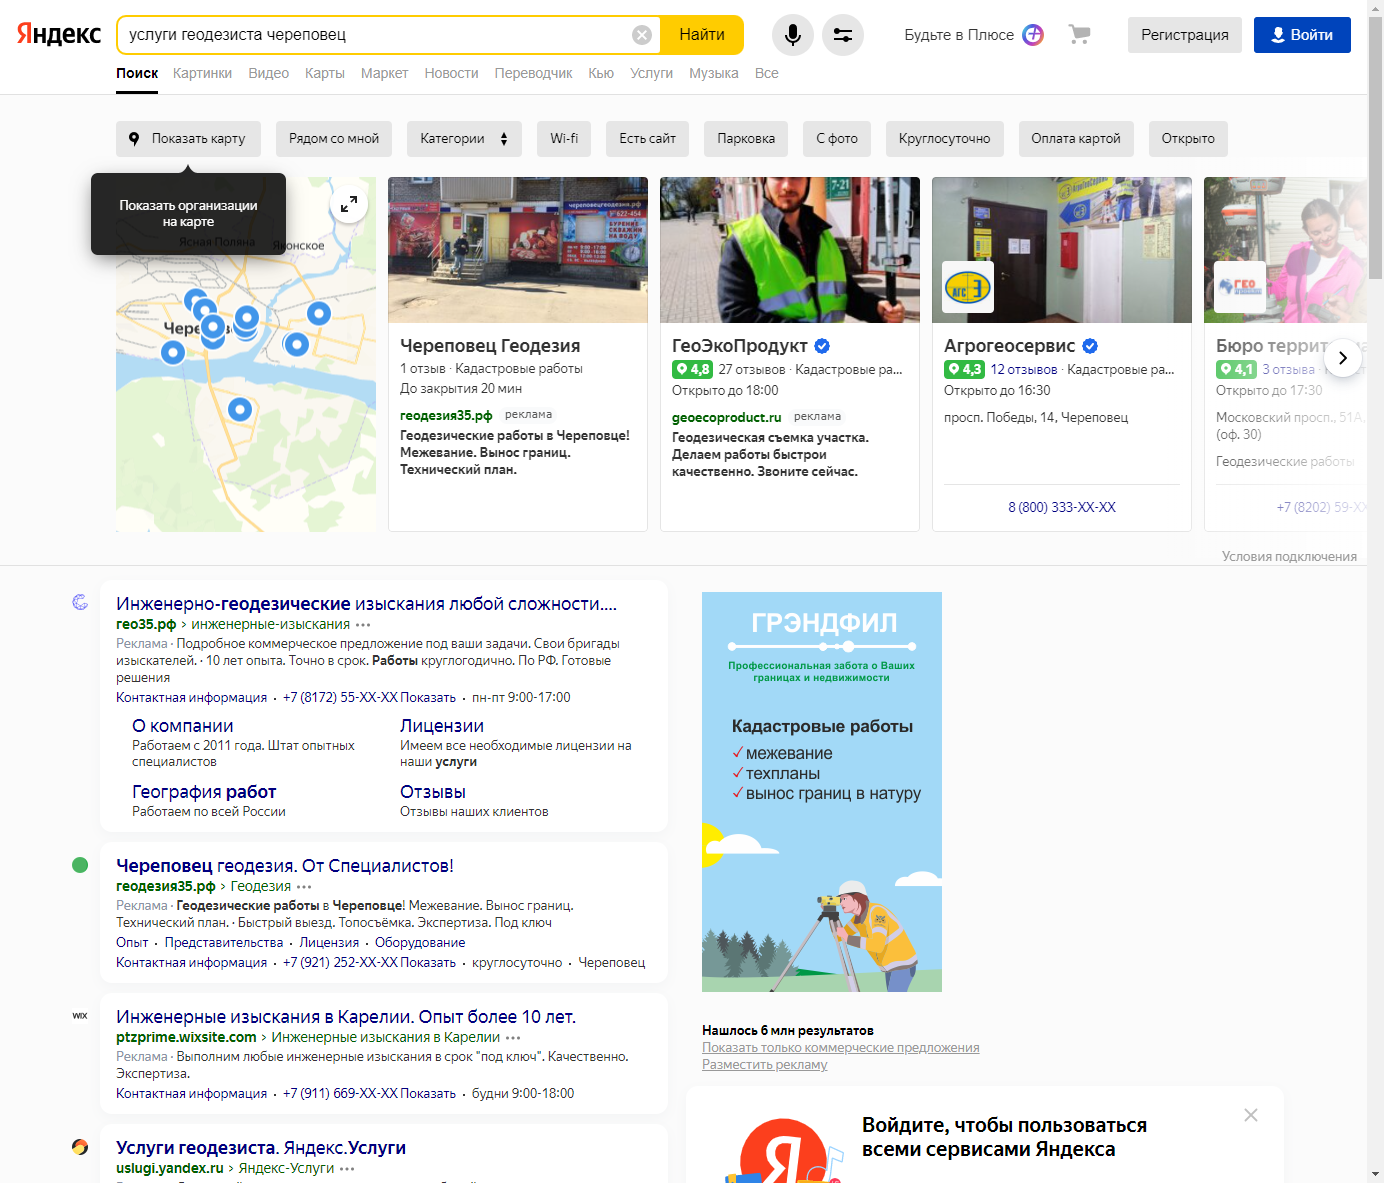 Яндекс
услуги геодезиста череповец
Найти
Будьте в Плюсе
Регистрация
Войти
Поиск Картинки Видео Карты Маркет Новости Переводчик Кью Услуги Музыка Все
Показать карту
Рядом со мной
Категории
Wi-fi
Есть сайт
Парковка
С фото
Круглосуточно
Оплата картой
Открыто
Показать организации
на карте
Ясная Поляна
Яконское
Череповец Геодезия
1 отзыв · Кадастровые работы
До закрытия 20 мин
геодезия35.рф реклама
Геодезические работы в Череповце!
Межевание. Вынос границ.
Технический план.
7-21
ГеоЭкоПродукт
4,8 27 отзывов · Кадастровые ра...
Открыто до 18:00
geoecoproduct.ru реклама
Геодезическая съемка участка.
Делаем работы быстрои
качественно. Звоните сейчас.
АГС
Агрогеосервис
4,3 12 отзывов · Кадастровые ра...
Открыто до 16:30
просп. Победы, 14, Череповец
8 (800) 333-XX-XX
ГЕО
Бюро
4,1 3 отзыва
Открыто до 17:30
Московский просп., 51А,
(оф. 30)
Геодезические работы
+7 (8202) 59-XX
Условия подключения
Инженерно-геодезические изыскания любой сложности....
гео35.рф › инженерные-изыскания
Реклама · Подробное коммерческое предложение под ваши задачи. Свои бригады
изыскателей. · 10 лет опыта. Точно в срок. Работы круглогодично. По РФ. Готовые
решения
Контактная информация · +7 (8172) 55-XX-XX Показать · пн-пт 9:00-17:00
О компании
Работаем с 2011 года. Штат опытных
специалистов
Лицензии
Имеем все необходимые лицензии на
наши услуги
География работ
Работаем по всей России
Отзывы
Отзывы наших клиентов
Череповец геодезия. От Специалистов!
геодезия35.рф › Геодезия
Реклама · Геодезические работы в Череповце! Межевание. Вынос границ.
Технический план. · Быстрый выезд. Топосъёмка. Экспертиза. Под ключ
Опыт · Представительства · Лицензия · Оборудование
Контактная информация · +7 (921) 252-XX-XX Показать · круглосуточно · Череповец
WIX
Инженерные изыскания в Карелии. Опыт более 10 лет.
ptzprime.wixsite.com › Инженерные изыскания в Карелии
Реклама · Выполним любые инженерные изыскания в срок "под ключ". Качественно.
Экспертиза.
Контактная информация · +7 (911) 669-XX-XX Показать · будни 9:00-18:00
Услуги геодезиста. Яндекс.Услуги
uslugi.yandex.ru › Яндекс-Услуги
ГРЭНДФИЛ
Профессиональная забота о Ваших
границах и недвижимости
Кадастровые работы
межевание
техпланы
вынос границ в натуру
Нашлось 6 млн результатов
Показать только коммерческие предложения
Разместить рекламу
Войдите, чтобы пользоваться
всеми сервисами Яндекса
Я